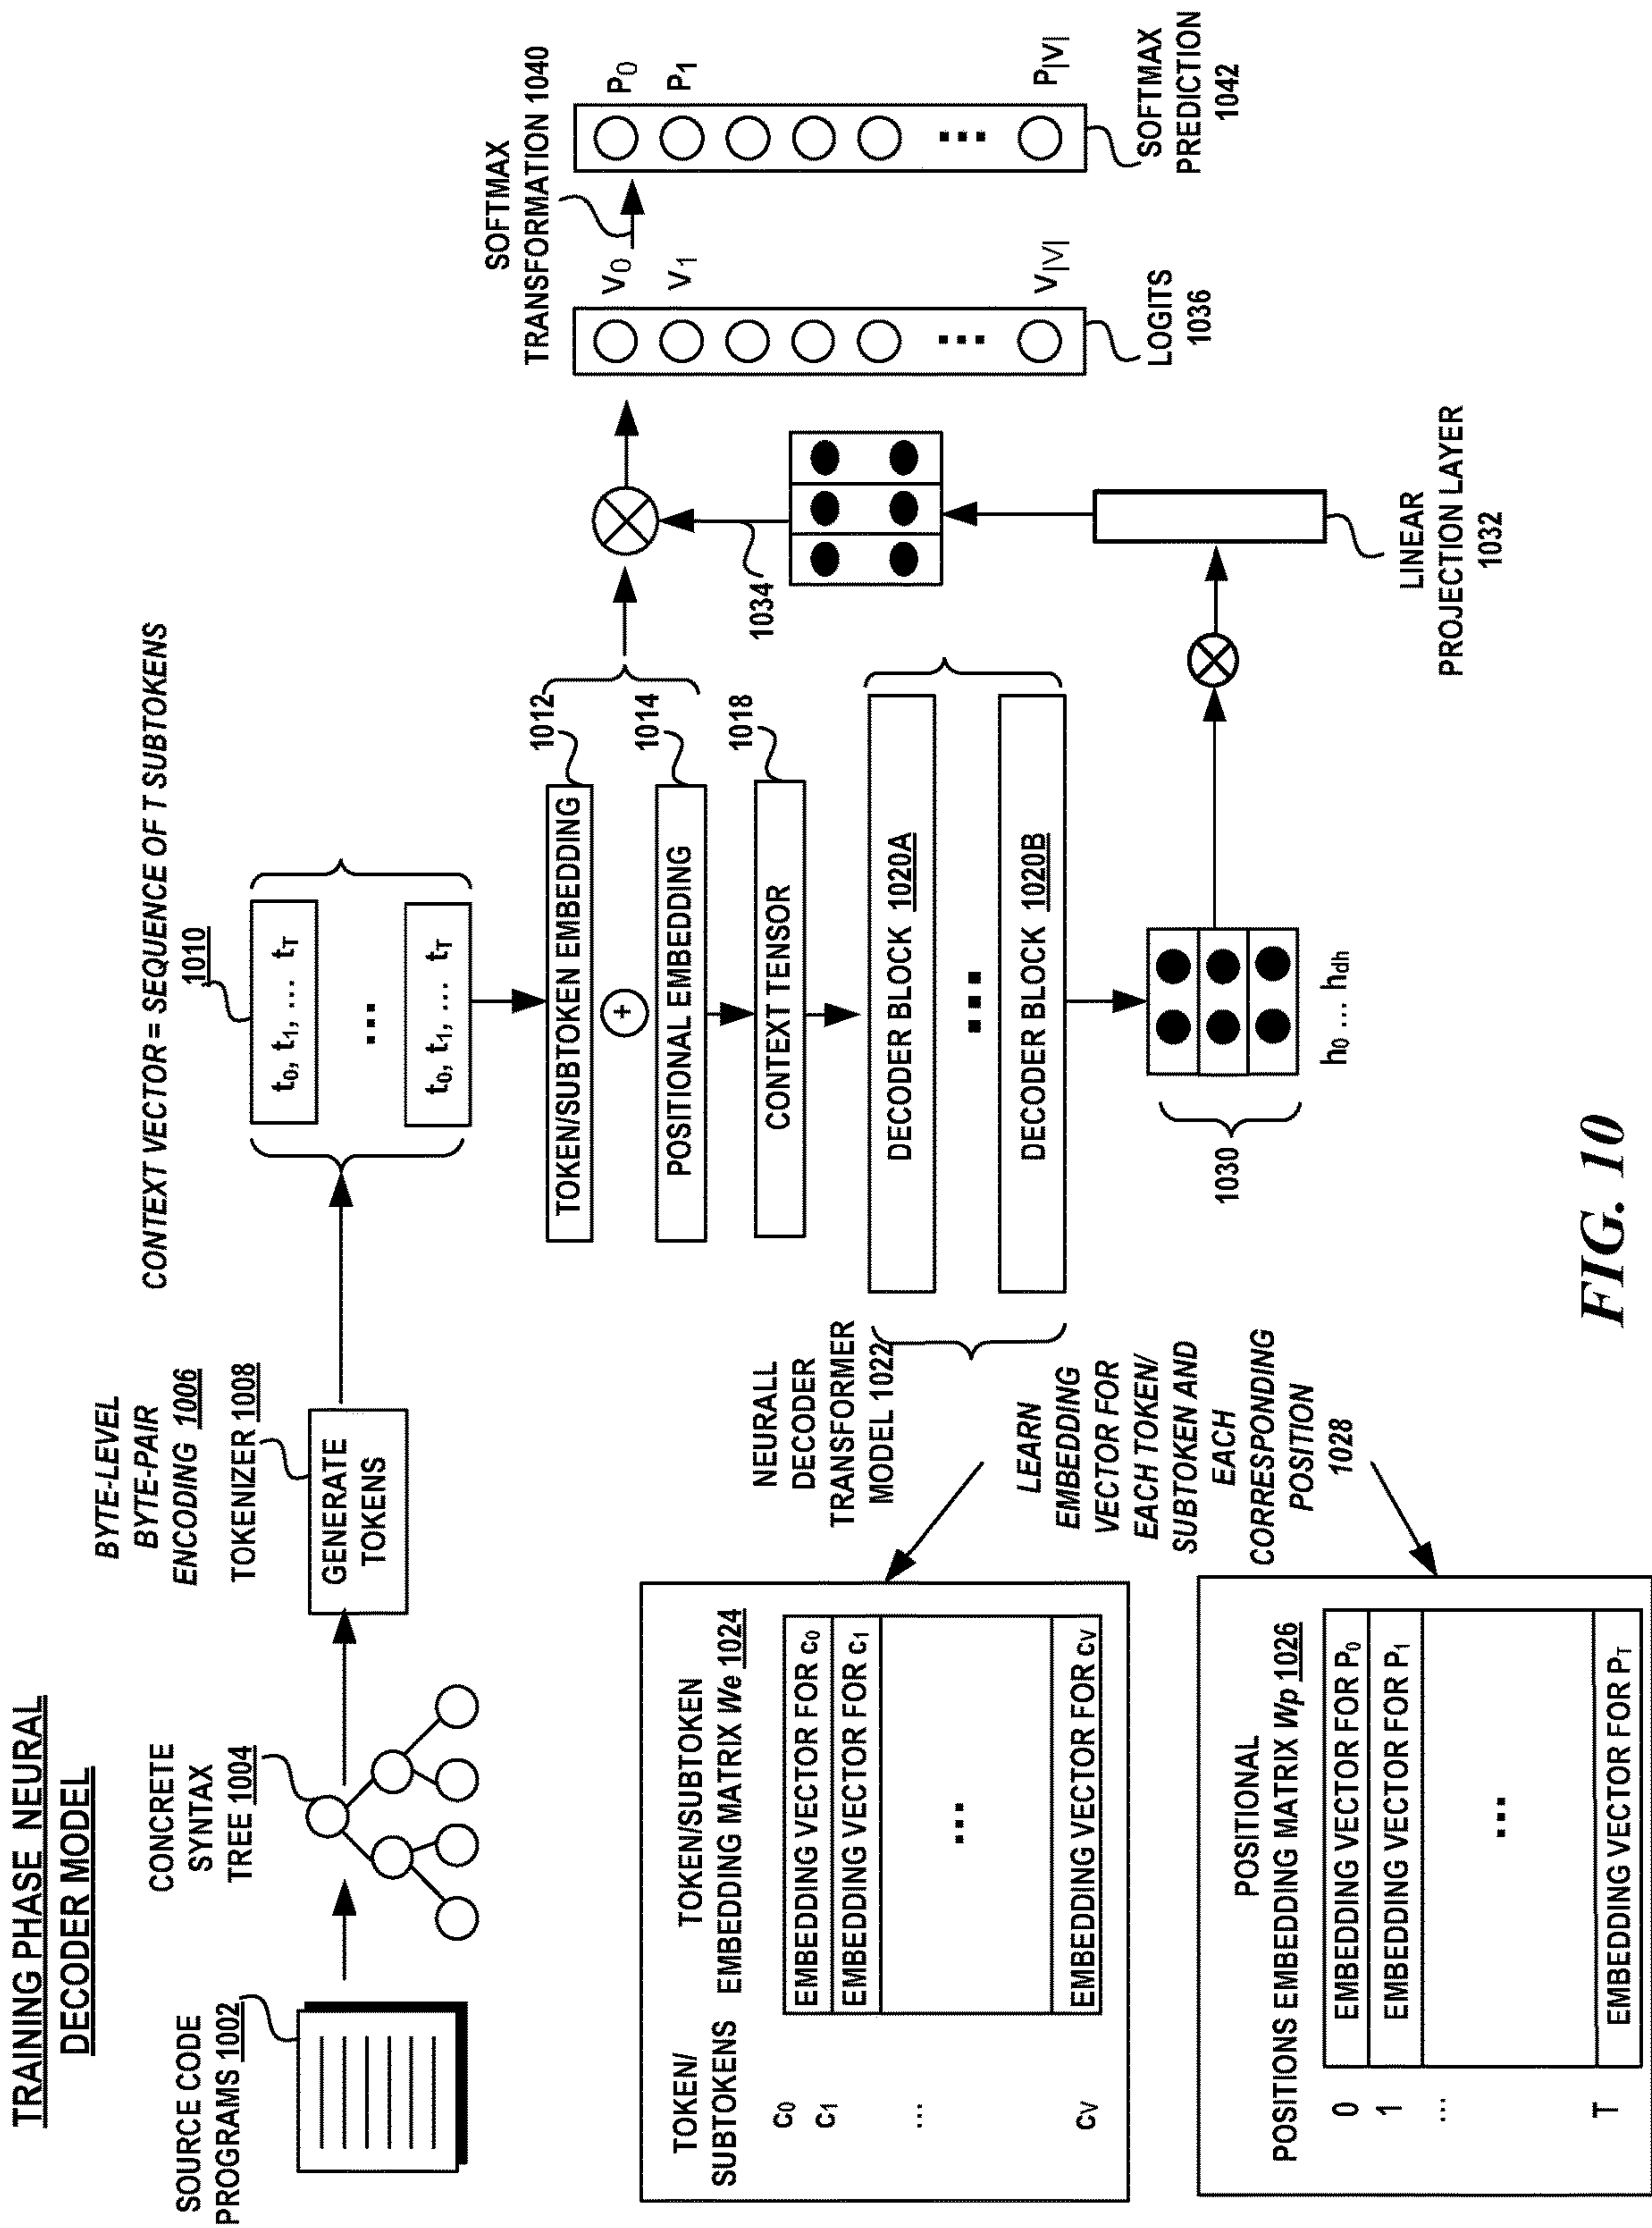 TRAINING PHASE NEURAL
DECODER MODEL
SOURCE CODE
PROGRAMS 1002
CONCRETE
SYNTAX
TREE 1004
BYTE-LEVEL
BYTE-PAIR
ENCODING 1006
TOKENIZER 1008
GENERATE
TOKENS
CONTEXT VECTOR = SEQUENCE OF T SUBTOKENS
1010
t0, t1, ... tT
...
t0, t1, ... tT
TOKEN/SUBTOKEN EMBEDDING
1012
+
POSITIONAL EMBEDDING
1014
CONTEXT TENSOR
1018
DECODER BLOCK 1020A
...
DECODER BLOCK 1020B
NEURALL
DECODER
TRANSFORMER
MODEL 1022
1030
h0 ... hdh
LINEAR
PROJECTION LAYER
1032
1034
V0
V1
...
V|V|
LOGITS
1036
SOFTMAX
TRANSFORMATION 1040
P0
P1
...
P|V|
SOFTMAX
PREDICTION
1042
LEARN
EMBEDDING
VECTOR FOR
EACH TOKEN/
SUBTOKEN AND
EACH
CORRESPONDING
POSITION
1028
TOKEN/
SUBTOKENS
TOKEN/SUBTOKEN
EMBEDDING MATRIX We 1024
c0
EMBEDDING VECTOR FOR c0
c1
EMBEDDING VECTOR FOR c1
...
...
cV
EMBEDDING VECTOR FOR cV
POSITIONAL
POSITIONS EMBEDDING MATRIX Wp 1026
0
EMBEDDING VECTOR FOR P0
1
EMBEDDING VECTOR FOR P1
...
...
T
EMBEDDING VECTOR FOR PT
FIG. 10